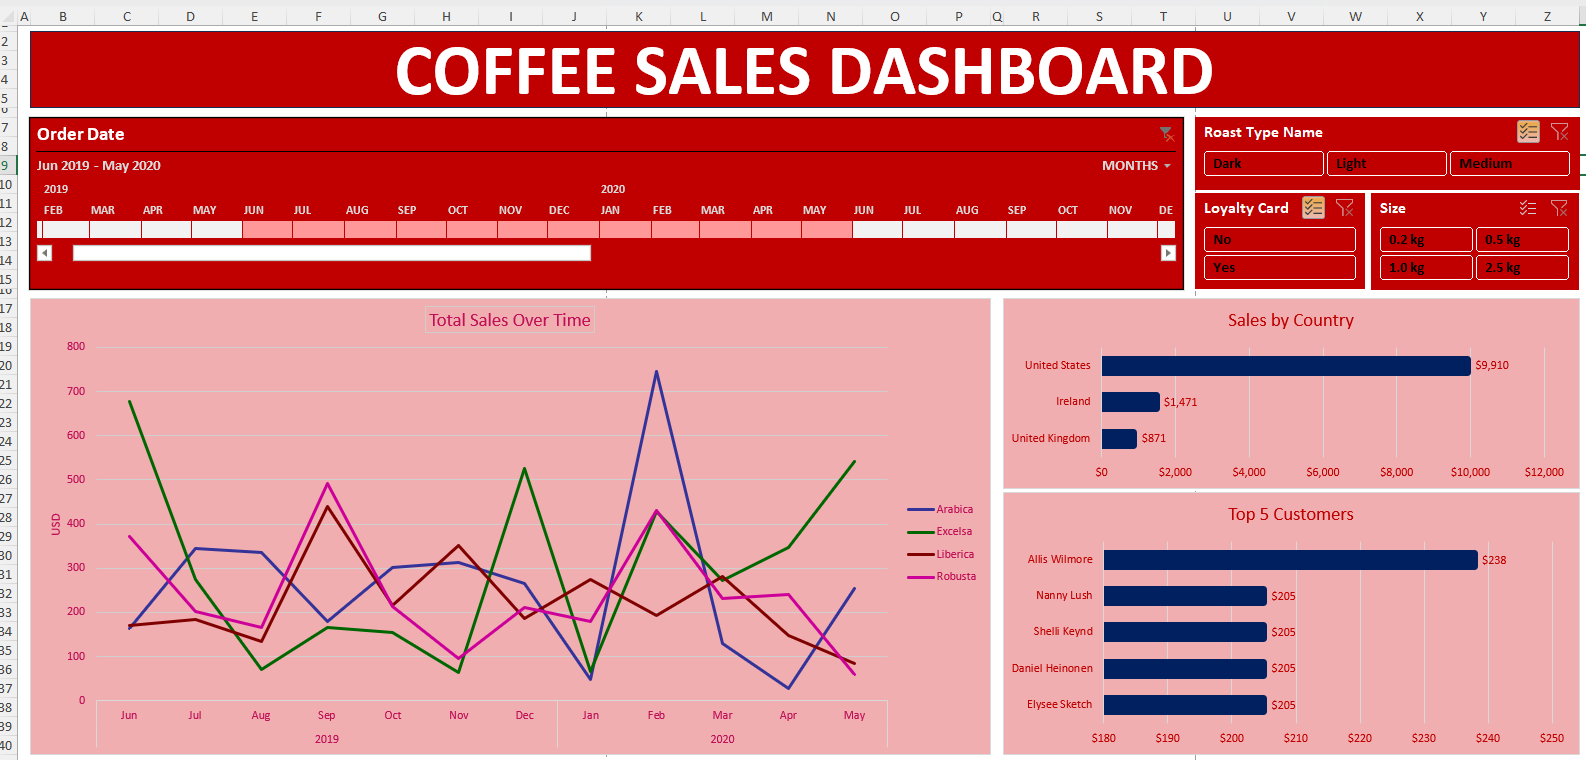 A B C D E F G H I J K L M N O P Q R S T U V W X Y Z
2
3
4
5
6
7
8
9
10
11
12
13
14
15
16
17
18
19
20
21
22
23
24
25
26
27
28
29
30
31
32
33
34
35
36
37
38
39
40
COFFEE SALES DASHBOARD
Order Date
Jun 2019 - May 2020
MONTHS
2019 2020
FEB MAR APR MAY JUN JUL AUG SEP OCT NOV DEC JAN FEB MAR APR MAY JUN JUL AUG SEP OCT NOV DE
Roast Type Name
Dark Light Medium
Loyalty Card
No
Yes
Size
0.2 kg 0.5 kg
1.0 kg 2.5 kg
Total Sales Over Time
800
700
600
500
400
300
200
100
0
USD
Jun Jul Aug Sep Oct Nov Dec Jan Feb Mar Apr May
2019 2020
Arabica
Excelsa
Liberica
Robusta
Sales by Country
United States $9,910
Ireland $1,471
United Kingdom $871
$0 $2,000 $4,000 $6,000 $8,000 $10,000 $12,000
Top 5 Customers
Allis Wilmore $238
Nanny Lush $205
Shelli Keynd $205
Daniel Heinonen $205
Elysee Sketch $205
$180 $190 $200 $210 $220 $230 $240 $250